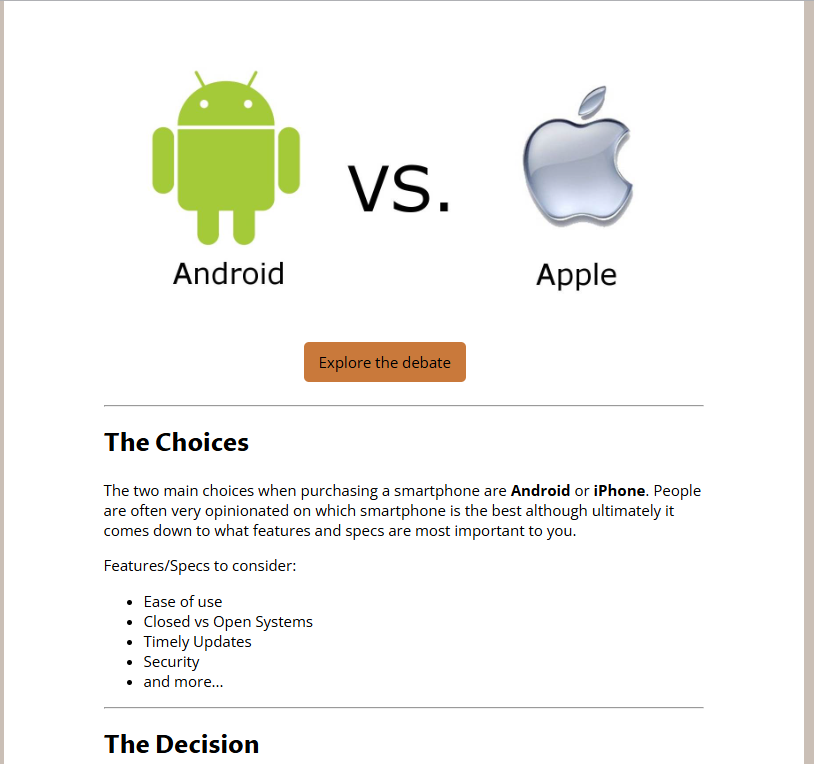 vs.
Android
Apple
Explore the debate
The Choices
The two main choices when purchasing a smartphone are Android or iPhone. People
are often very opinionated on which smartphone is the best although ultimately it
comes down to what features and specs are most important to you.
Features/Specs to consider:
Ease of use
Closed vs Open Systems
Timely Updates
Security
and more...
The Decision